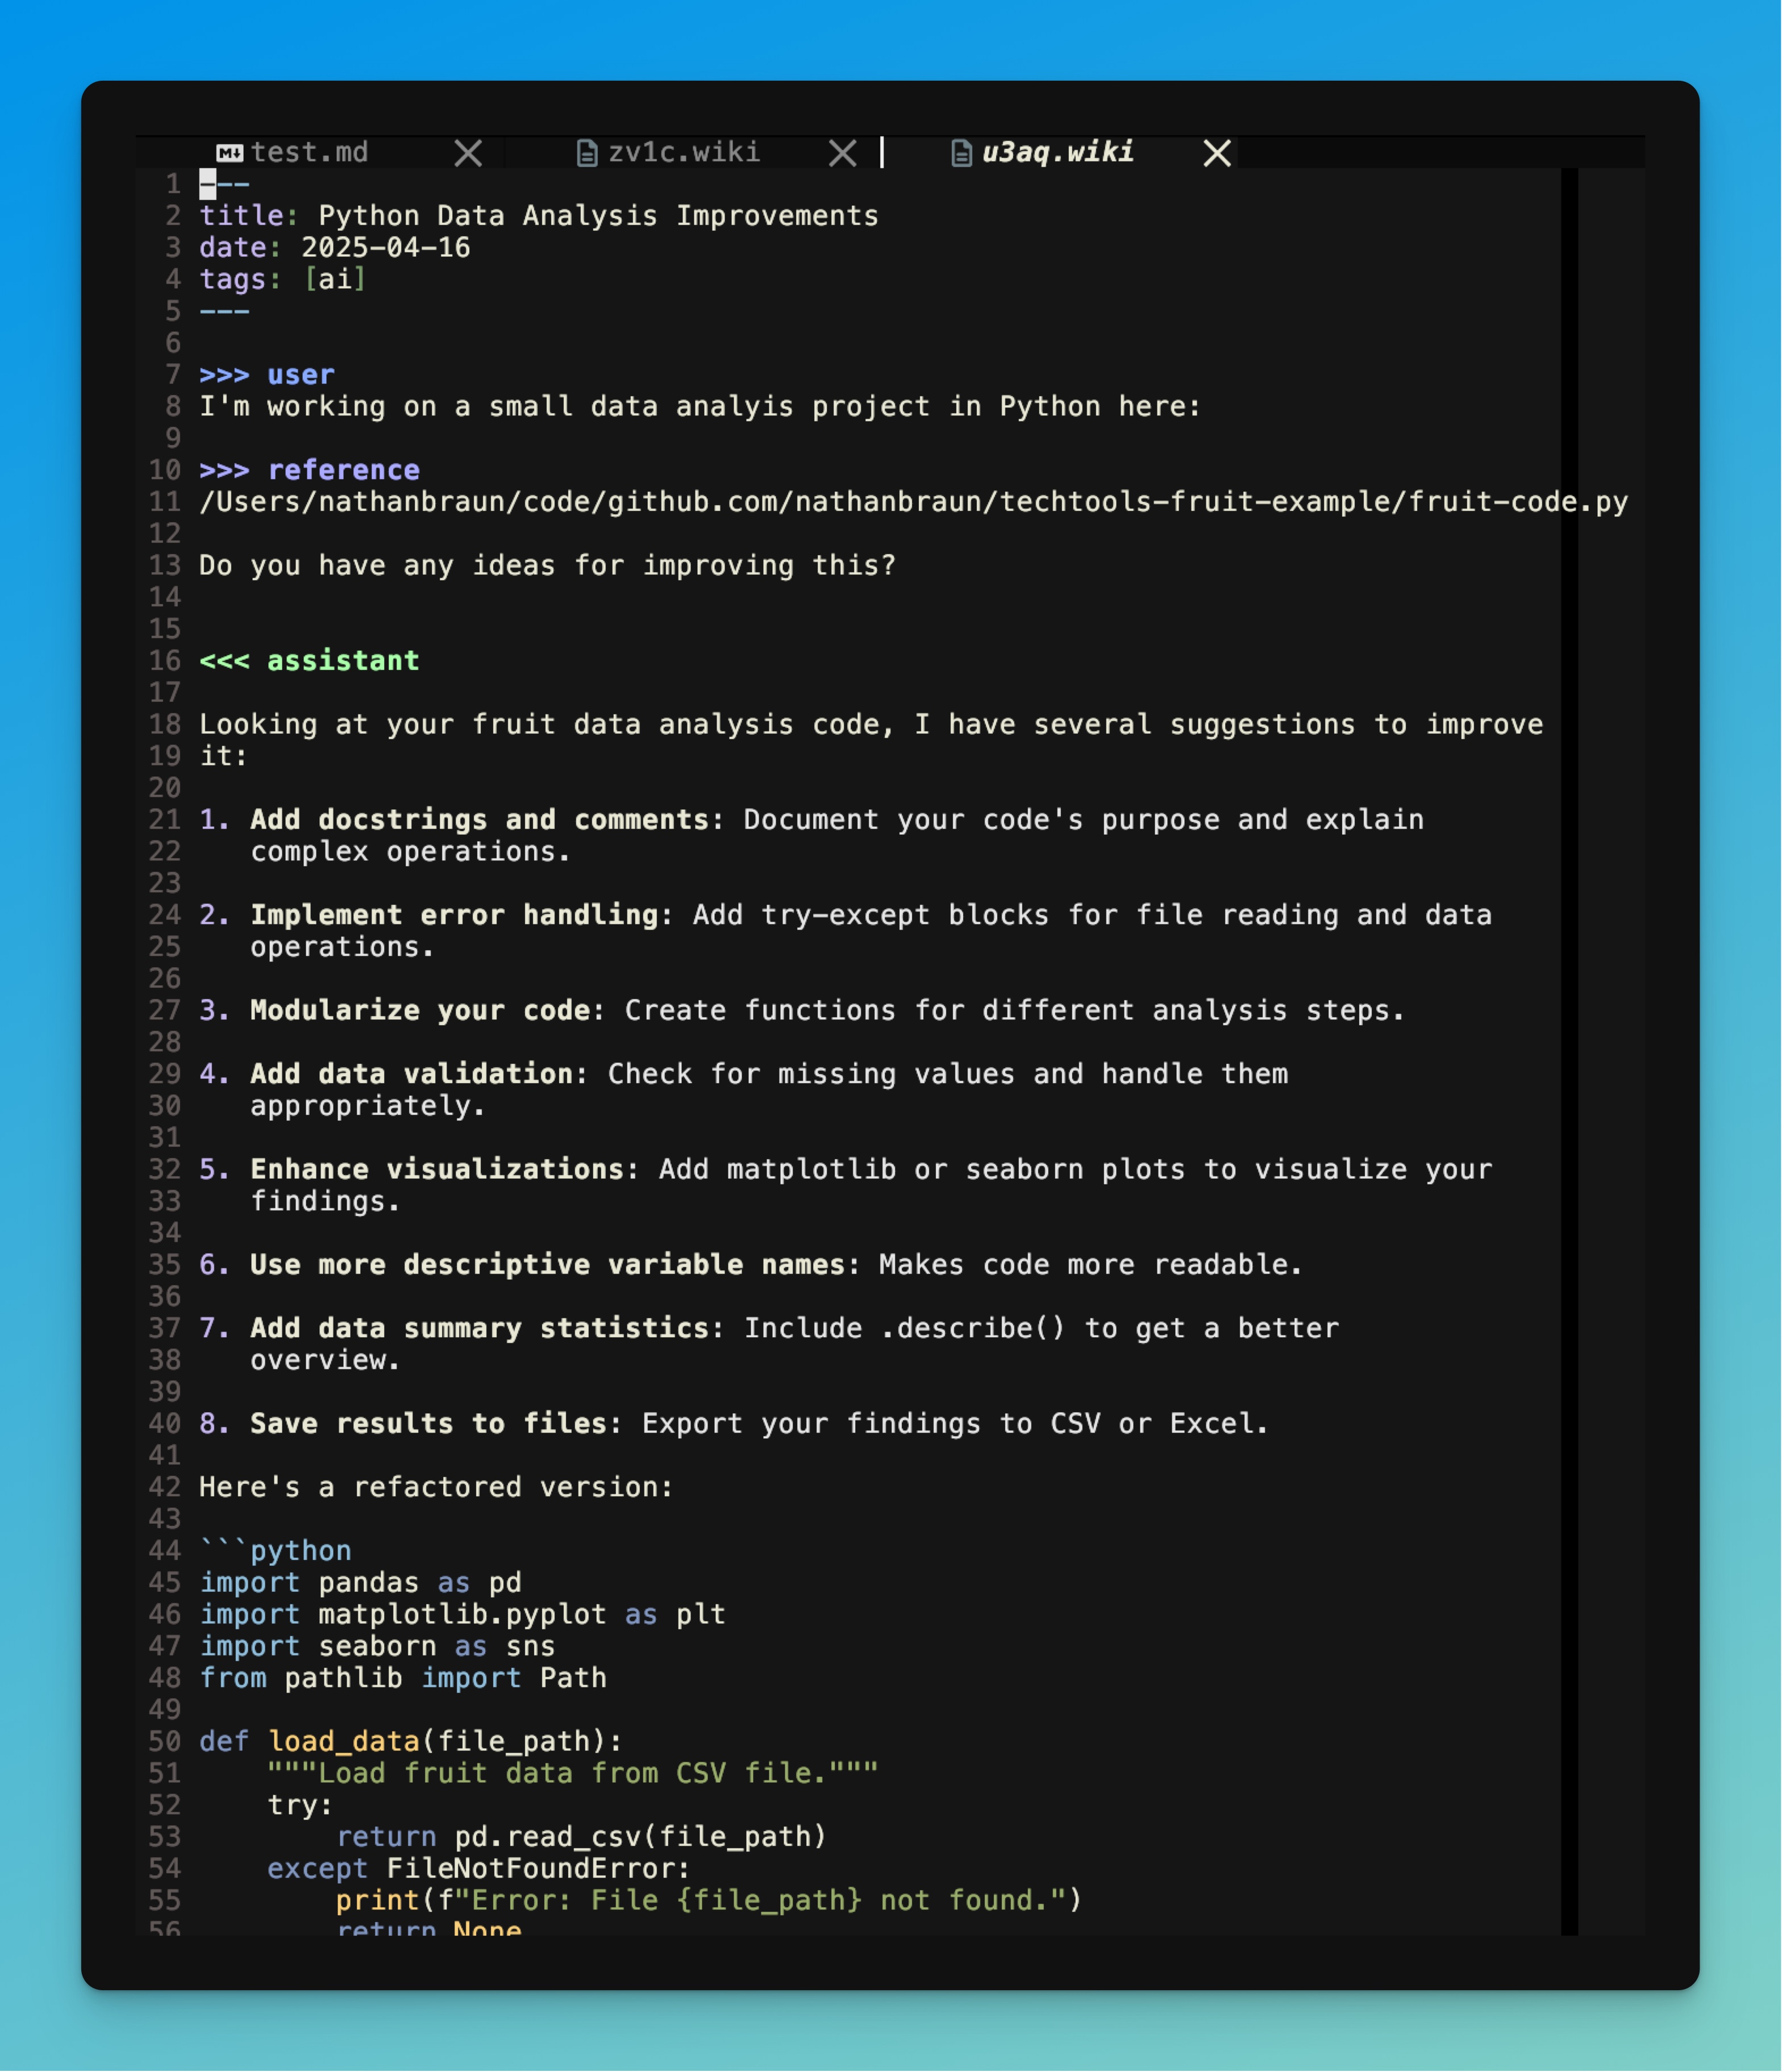 test.md zv1c.wiki u3aq.wiki
1 ---
2 title: Python Data Analysis Improvements
3 date: 2025-04-16
4 tags: [ai]
5 ---
6
7 >>> user
8 I'm working on a small data analyis project in Python here:
9
10 >>> reference
11 /Users/nathanbraun/code/github.com/nathanbraun/techtools-fruit-example/fruit-code.py
12
13 Do you have any ideas for improving this?
14
15
16 <<< assistant
17
18 Looking at your fruit data analysis code, I have several suggestions to improve
19 it:
20
21 1. Add docstrings and comments: Document your code's purpose and explain
22 complex operations.
23
24 2. Implement error handling: Add try-except blocks for file reading and data
25 operations.
26
27 3. Modularize your code: Create functions for different analysis steps.
28
29 4. Add data validation: Check for missing values and handle them
30 appropriately.
31
32 5. Enhance visualizations: Add matplotlib or seaborn plots to visualize your
33 findings.
34
35 6. Use more descriptive variable names: Makes code more readable.
36
37 7. Add data summary statistics: Include .describe() to get a better
38 overview.
39
40 8. Save results to files: Export your findings to CSV or Excel.
41
42 Here's a refactored version:
43
44 ```python
45 import pandas as pd
46 import matplotlib.pyplot as plt
47 import seaborn as sns
48 from pathlib import Path
49
50 def load_data(file_path):
51 """Load fruit data from CSV file."""
52 try:
53 return pd.read_csv(file_path)
54 except FileNotFoundError:
55 print(f"Error: File {file_path} not found.")
56 return None